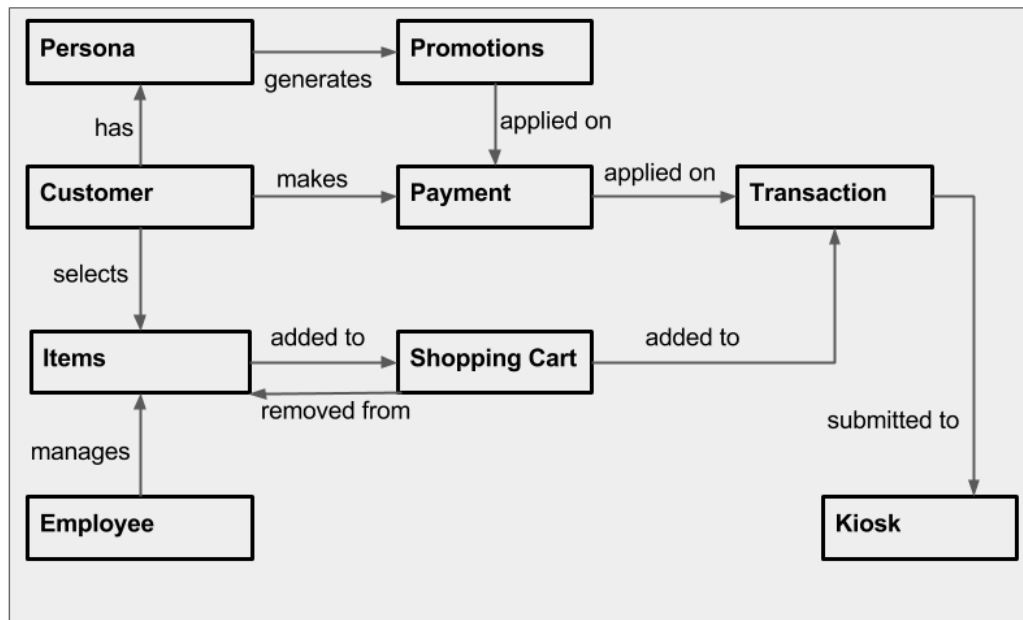 Persona
generates
Promotions
has
applied on
Customer
makes
Payment
applied on
Transaction
selects
Items
added to
Shopping Cart
added to
removed from
manages
submitted to
Employee
Kiosk